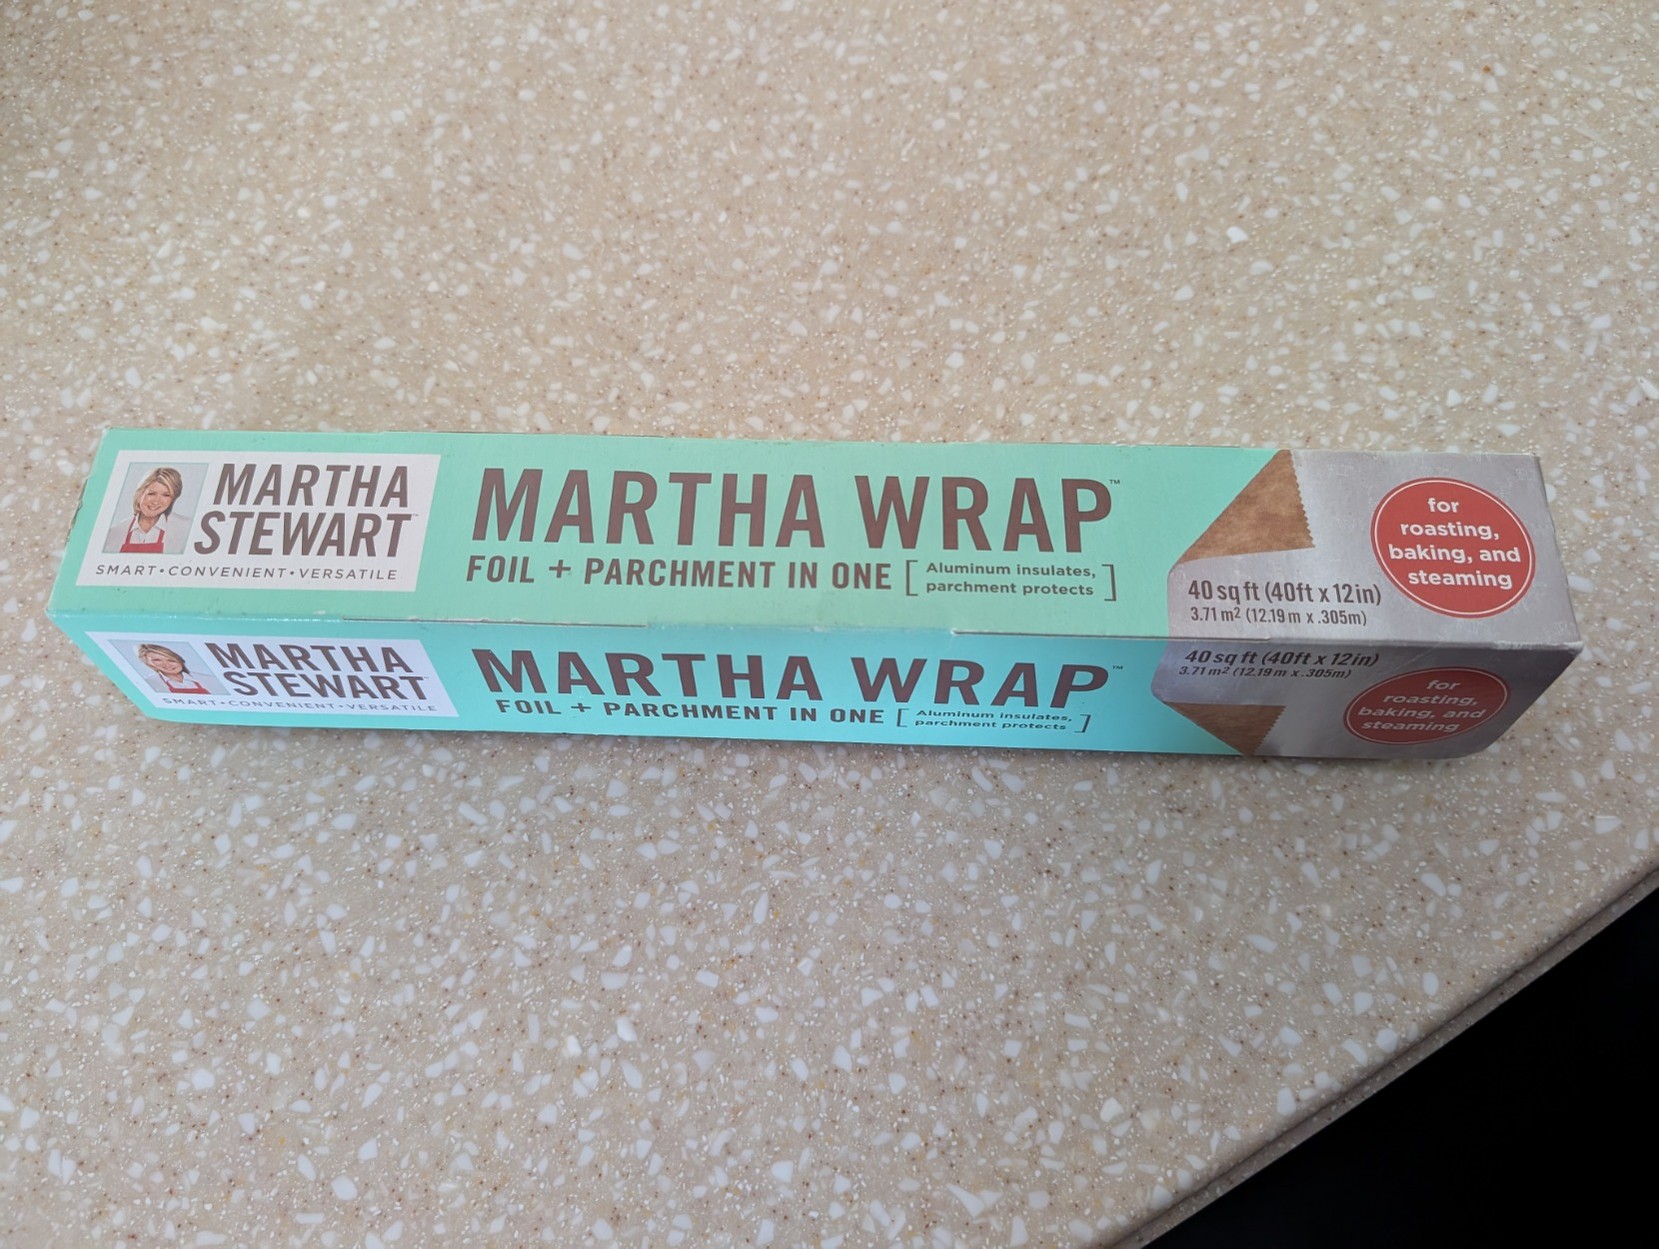 MARTHA
STEWART
SMART•CONVENIENT•VERSATILE
MARTHA WRAP™
FOIL + PARCHMENT IN ONE [Aluminum insulates,
parchment protects]
40 sq ft (40ft x 12in)
3.71 m² (12.19 m x .305m)
for
roasting,
baking, and
steaming
MARTHA
STEWART
SMART•CONVENIENT•VERSATILE
MARTHA WRAP™
FOIL + PARCHMENT IN ONE [Aluminum insulates,
parchment protects]
40 sq ft (40ft x 12in)
3.71 m² (12.19 m x .305m)
for
roasting,
baking, and
steaming